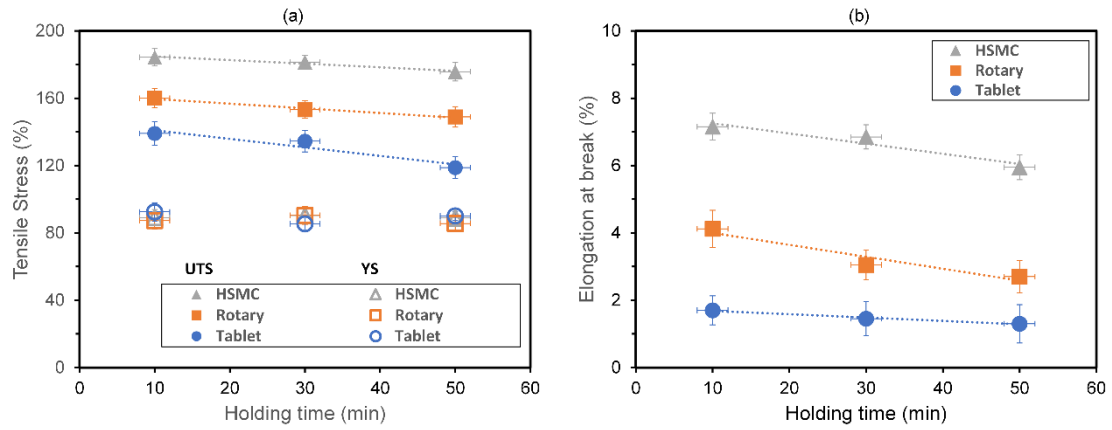 (a)
Tensile Stress (%)
200
160
120
80
40
0
UTS YS
HSMC HSMC
Rotary Rotary
Tablet Tablet
0 10 20 30 40 50 60
Holding time (min)
(b)
Elongation at break (%)
10
8
6
4
2
0
HSMC
Rotary
Tablet
0 10 20 30 40 50 60
Holding time (min)